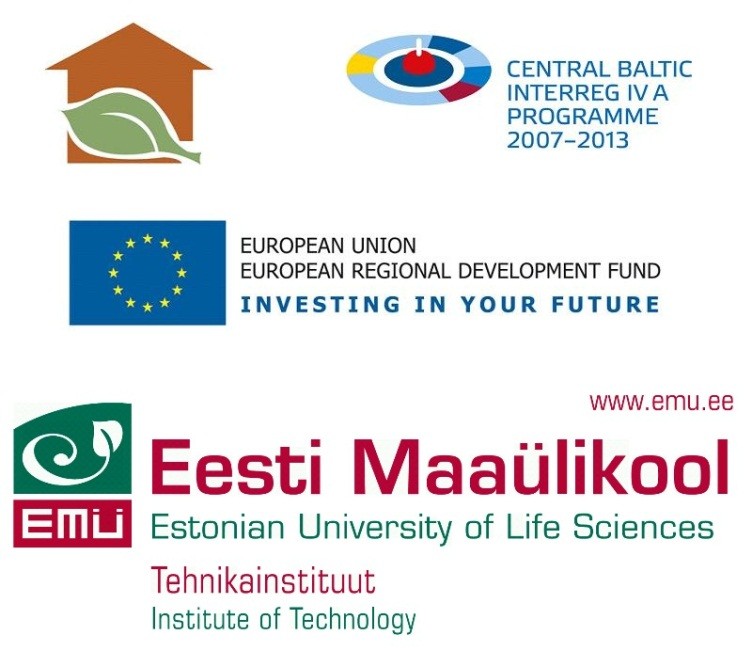 CENTRAL BALTIC
INTERREG IV A
PROGRAMME
2007–2013
EUROPEAN UNION
EUROPEAN REGIONAL DEVELOPMENT FUND
INVESTING IN YOUR FUTURE
www.emu.ee
Eesti Maaülikool
EMÜ
Estonian University of Life Sciences
Tehnikainstituut
Institute of Technology